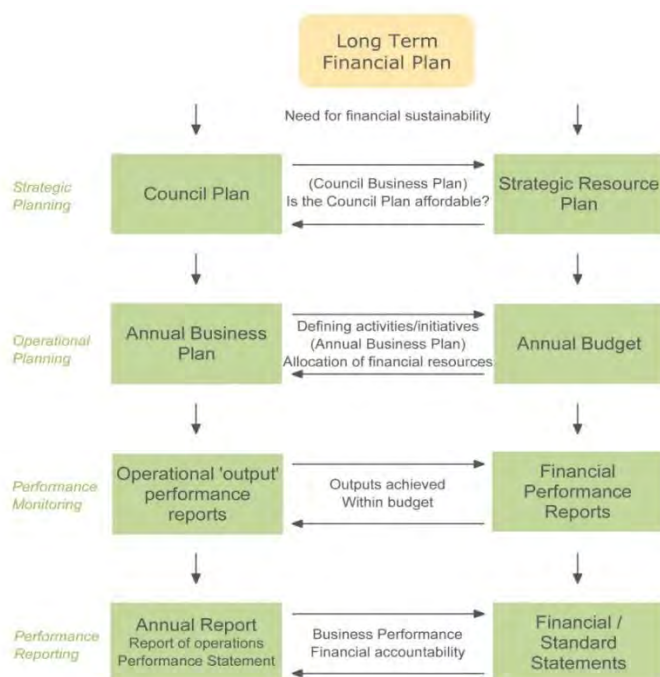 Long Term
Financial Plan
Need for financial sustainability
Strategic
Planning
Council Plan
(Council Business Plan)
Is the Council Plan affordable?
Strategic Resource
Plan
Operational
Planning
Annual Business
Plan
Defining activities/initiatives
(Annual Business Plan)
Allocation of financial resources
Annual Budget
Performance
Monitoring
Operational 'output'
performance
reports
Outputs achieved
Within budget
Financial
Performance
Reports
Performance
Reporting
Annual Report
Report of operations
Performance Statement
Business Performance
Financial accountability
Financial /
Standard
Statements